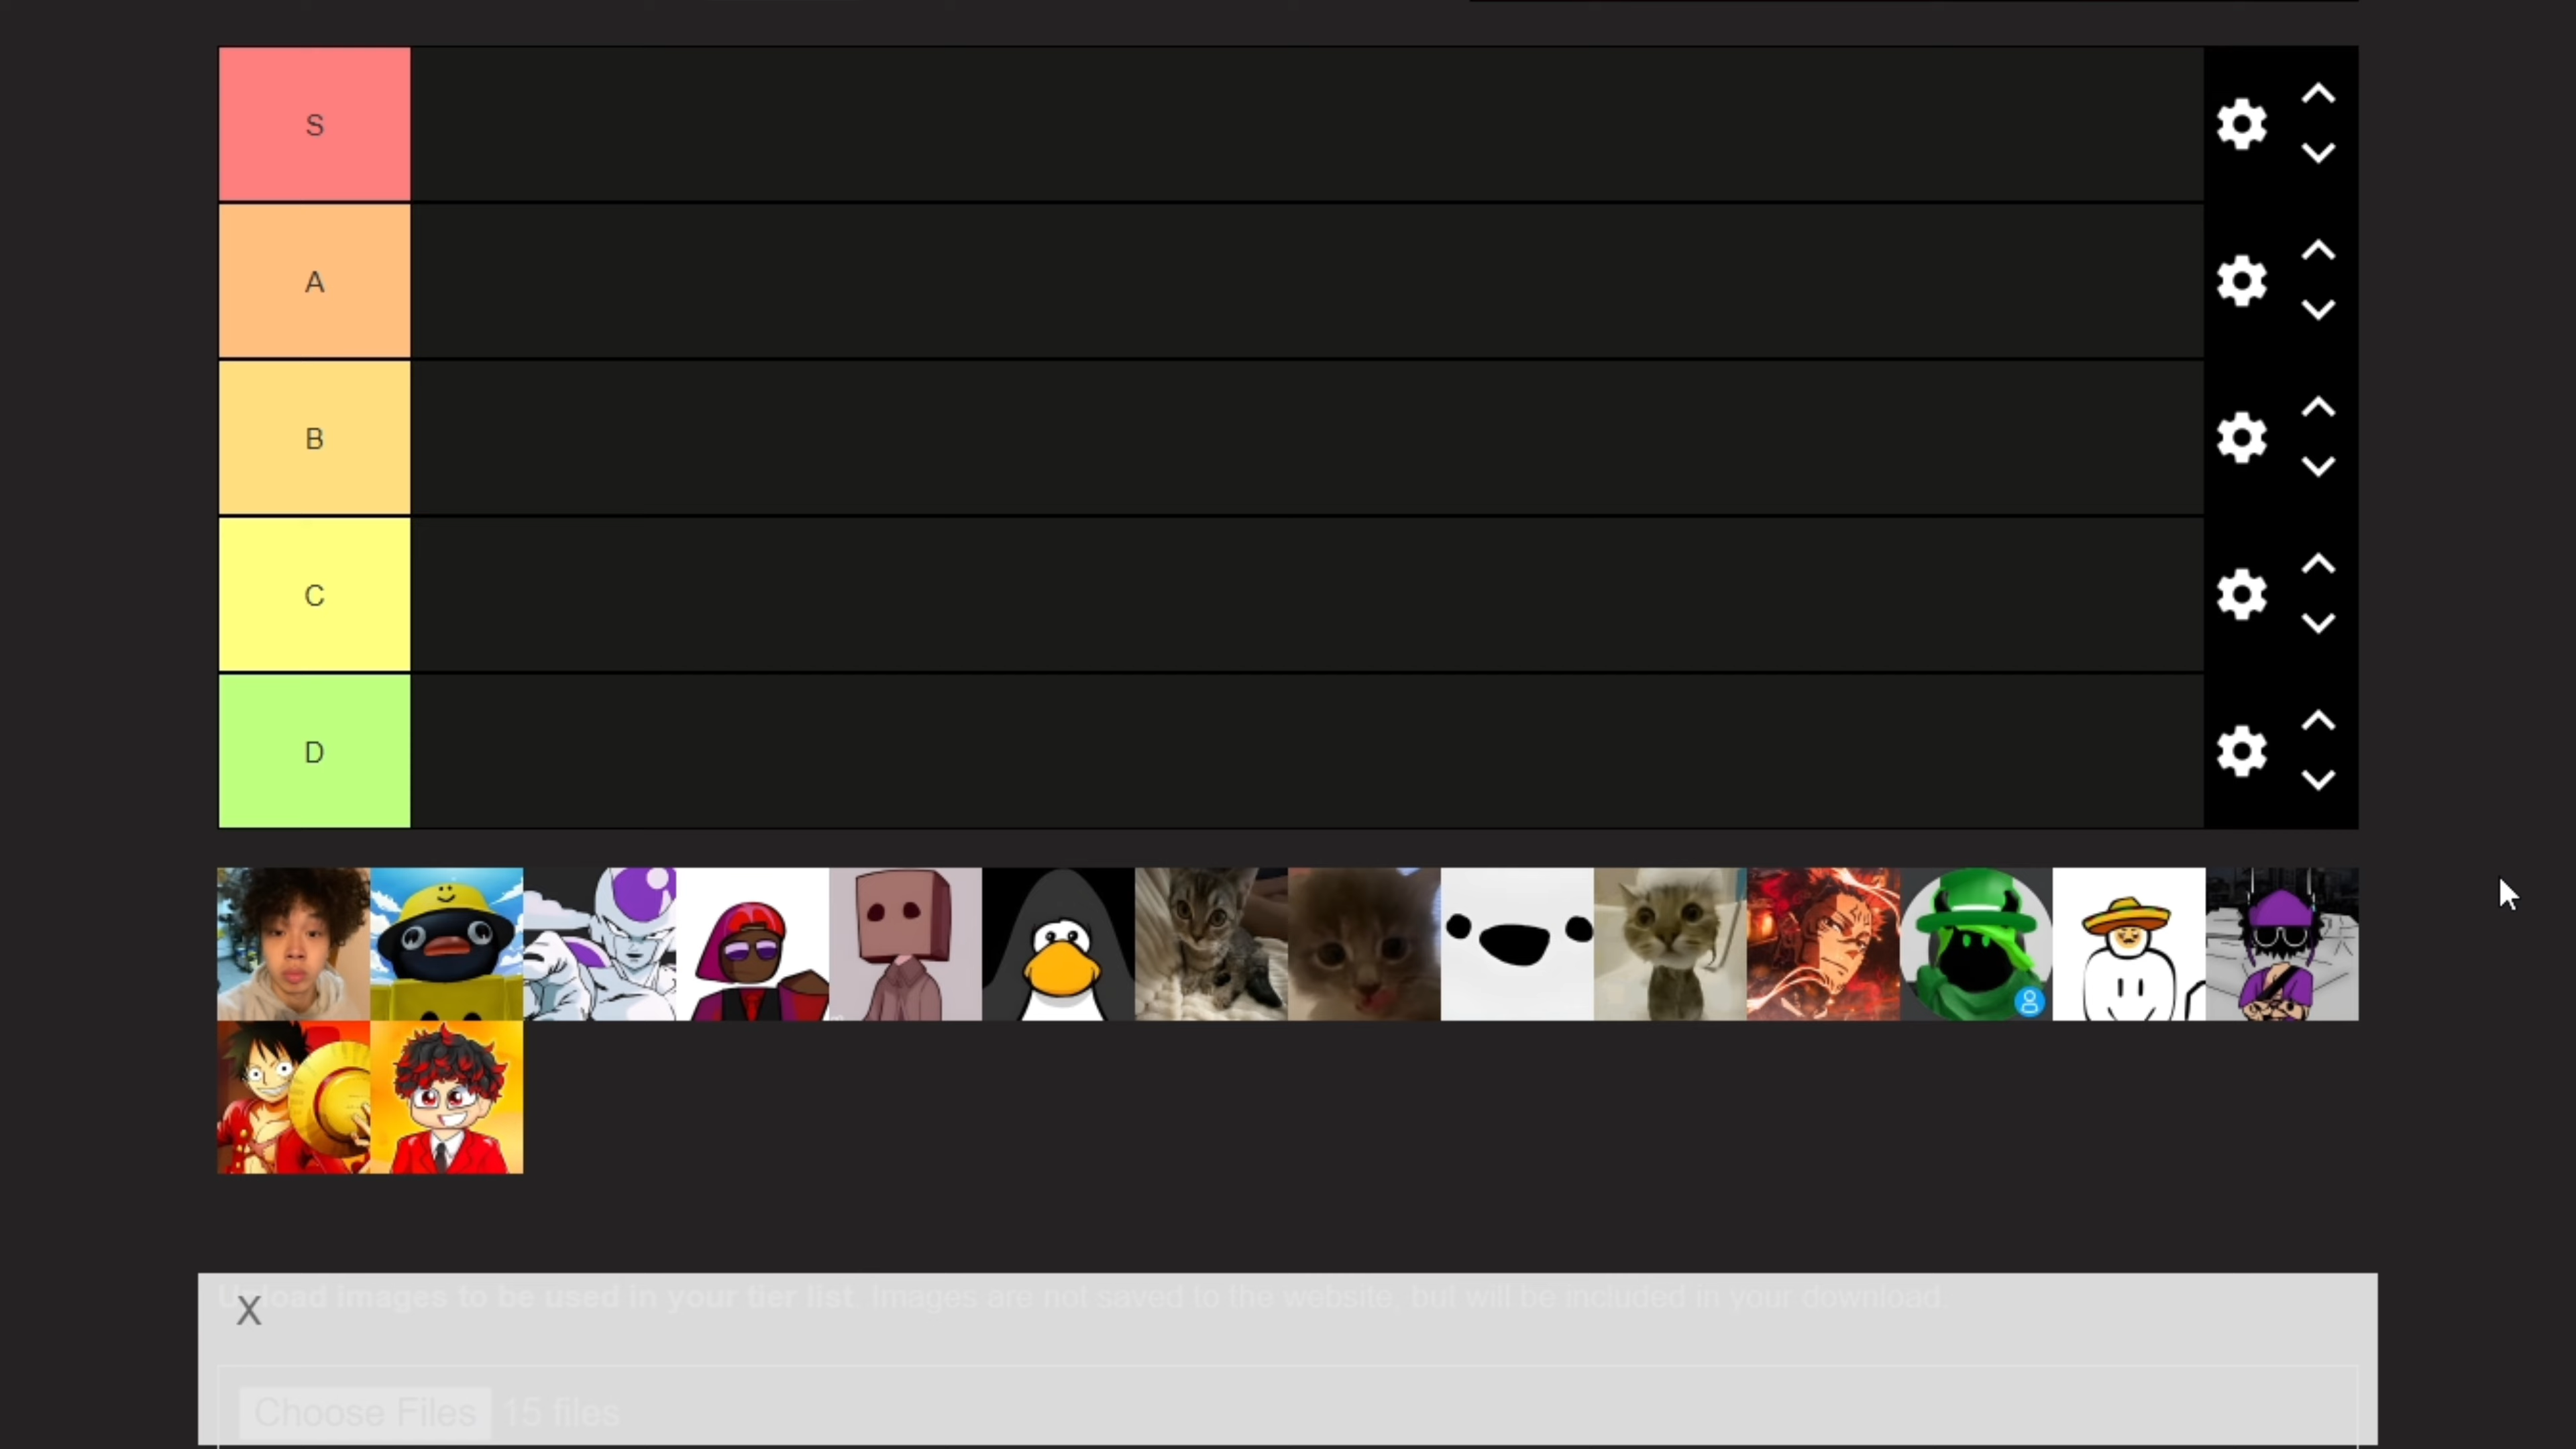 S
A
B
C
D
X
Upload images to be used in your tier list. Images are not saved to the website, but will be included in your download.
Choose Files 15 files